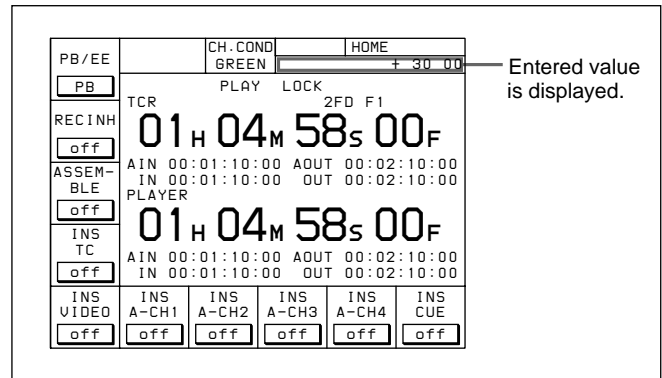 PB/EE
PB
CH.COND
GREEN
HOME
+ 30 00
Entered value
is displayed.
PLAY LOCK
TCR 2FD F1
01H 04M 58S 00F
AIN 00:01:10:00 AOUT 00:02:10:00
IN 00:01:10:00 OUT 00:02:10:00
PLAYER
01H 04M 58S 00F
AIN 00:01:10:00 AOUT 00:02:10:00
IN 00:01:10:00 OUT 00:02:10:00
RECINH
off
ASSEM-
BLE
off
INS
TC
off
INS
VIDEO
off
INS
A-CH1
off
INS
A-CH2
off
INS
A-CH3
off
INS
A-CH4
off
INS
CUE
off